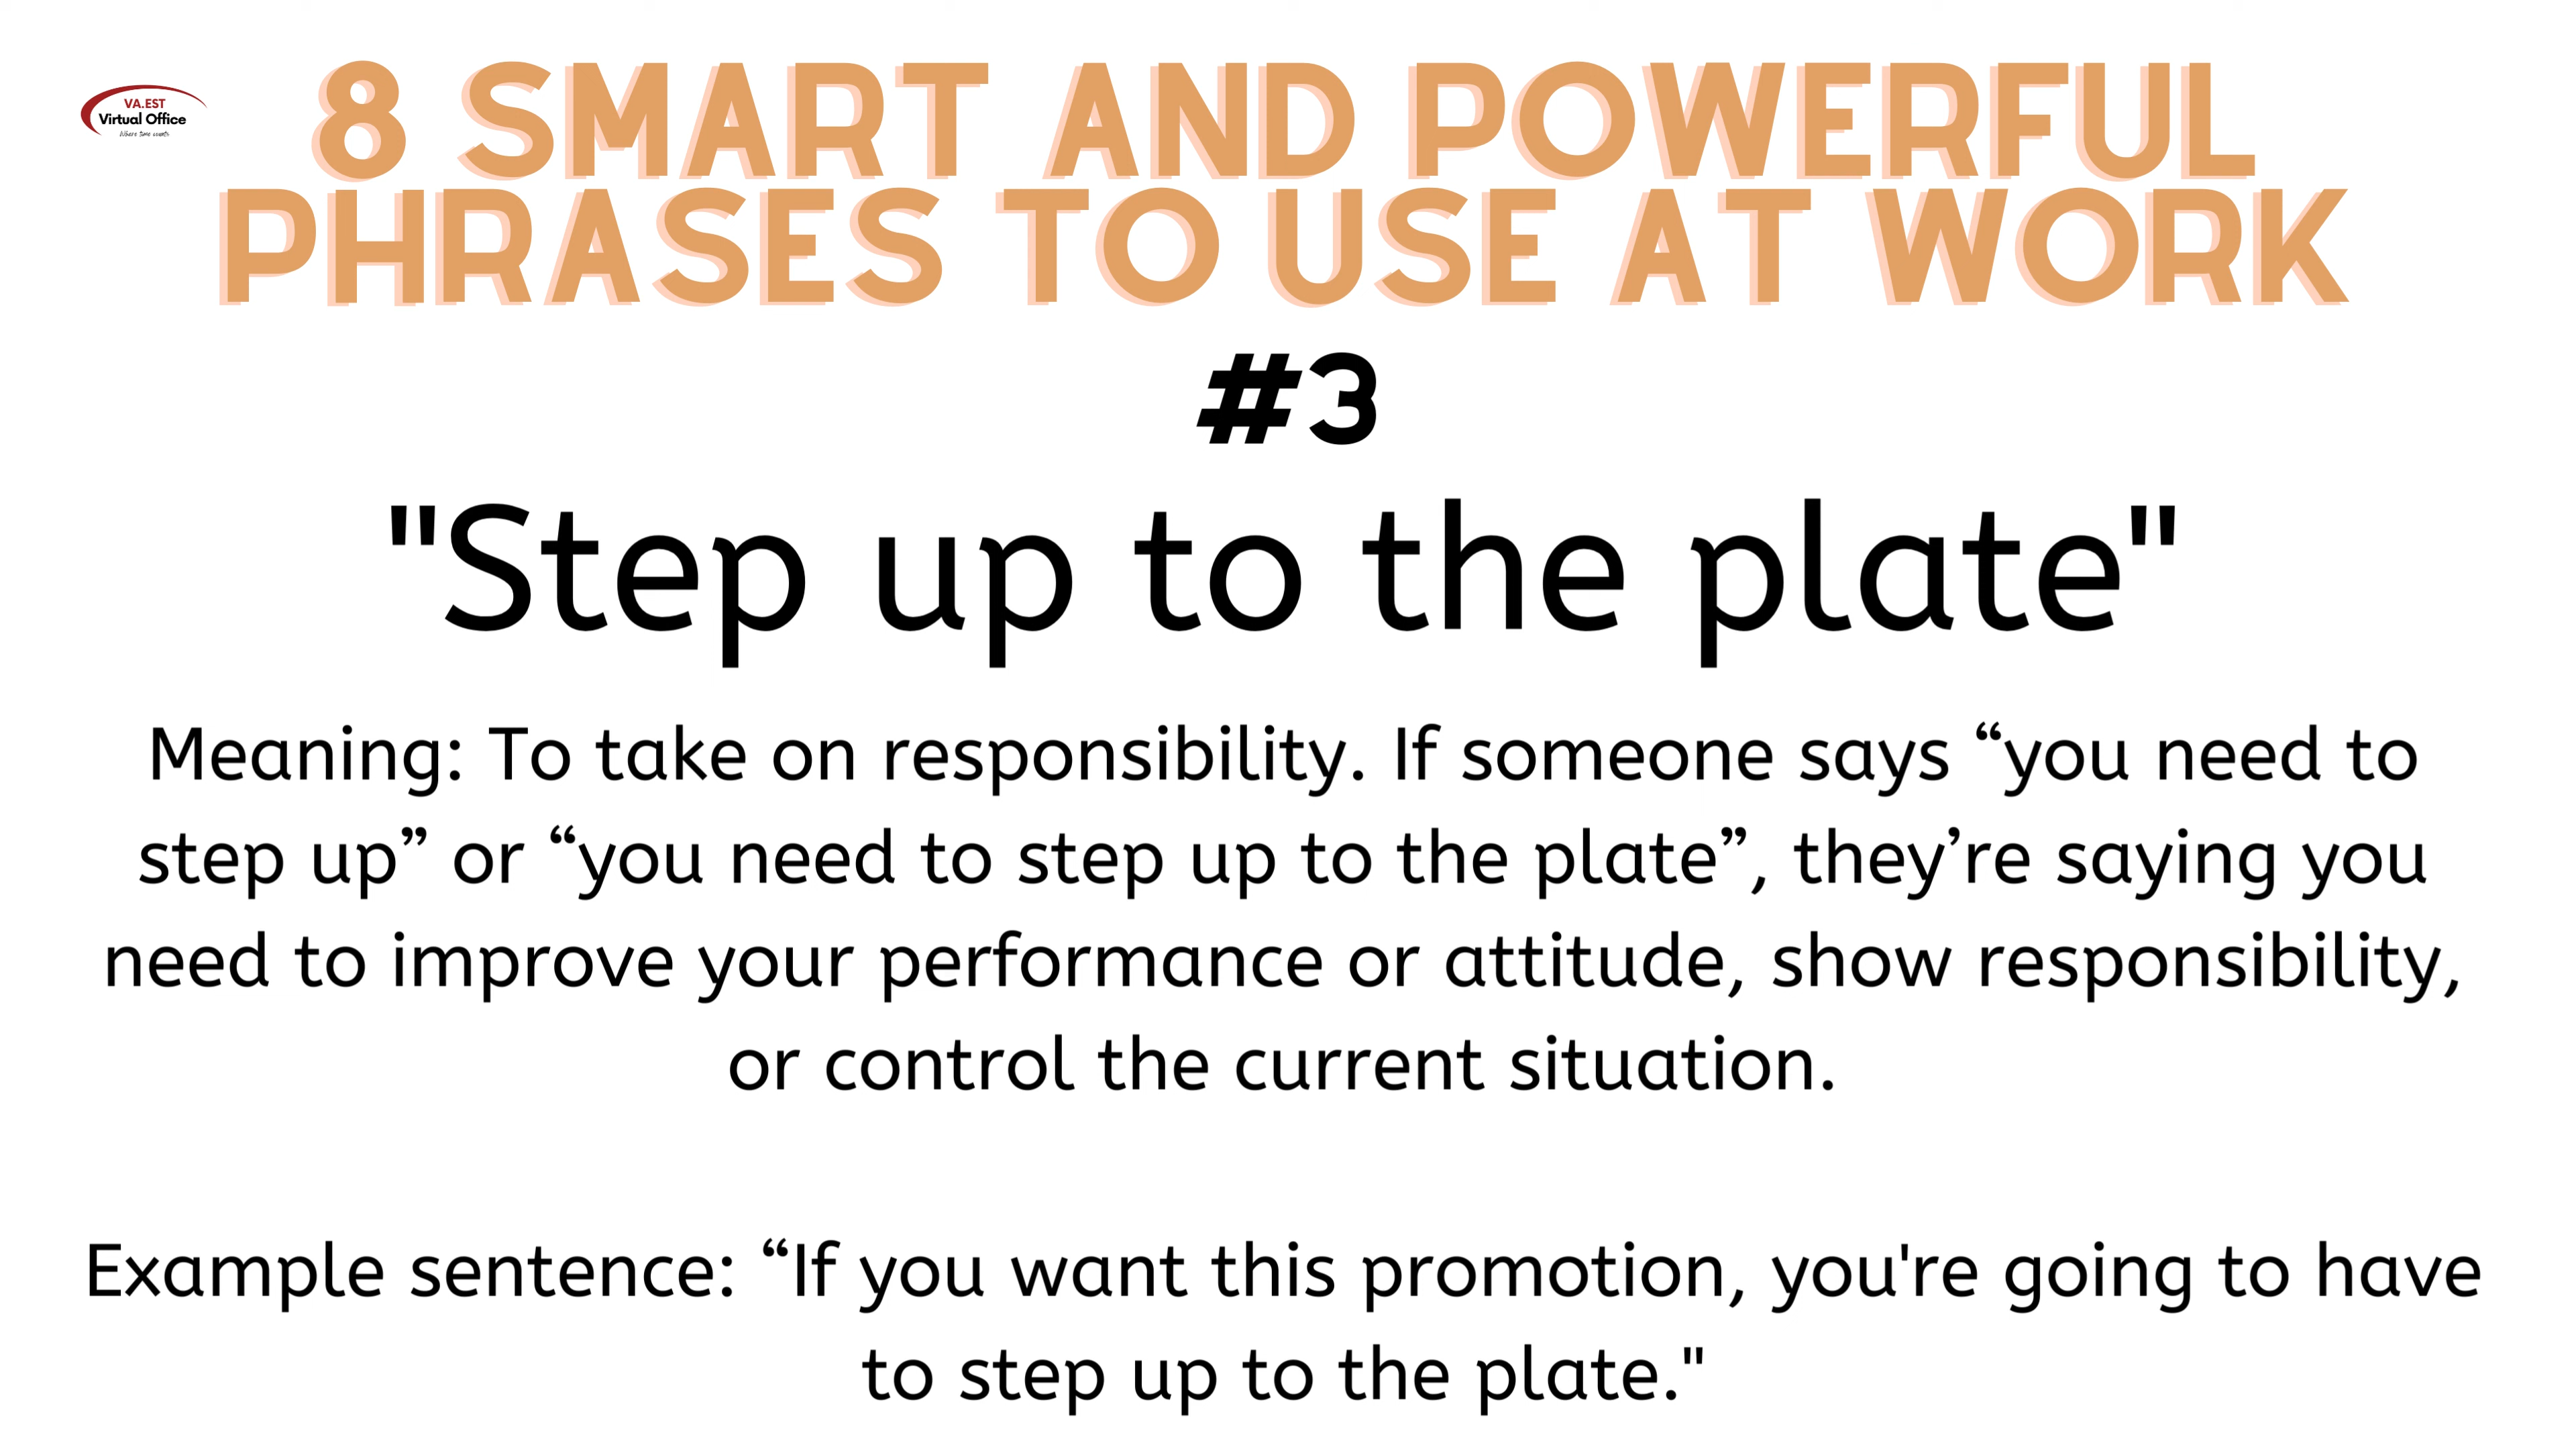 VA.EST
Virtual Office
Where time counts
8 SMART AND POWERFUL
PHRASES TO USE AT WORK
#3
"Step up to the plate"
Meaning: To take on responsibility. If someone says “you need to
step up” or “you need to step up to the plate”, they’re saying you
need to improve your performance or attitude, show responsibility,
or control the current situation.
Example sentence: “If you want this promotion, you're going to have
to step up to the plate."